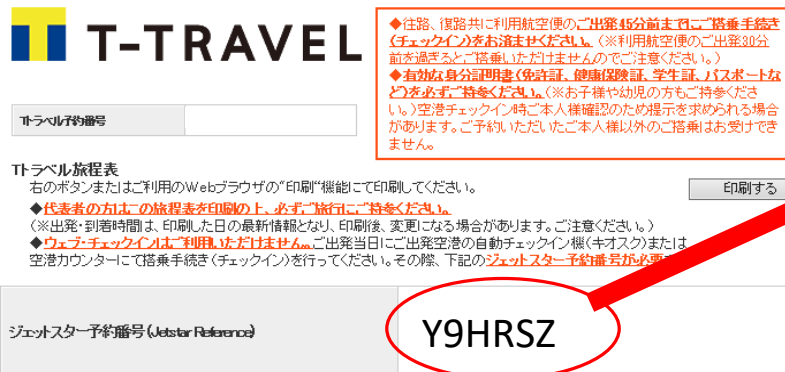 T-TRAVEL
◆往路、復路共に利用航空便のご出発45分前までにご搭乗手続き
(チェックイン)をお済ませください。(※利用航空便のご出発30分
前を過ぎるとご搭乗いただけませんのでご注意ください。)
◆有効な身分証明書(免許証、健康保険証、学生証、パスポートな
ど)を必ずご持参ください。(※お子様や幼児の方もご持参くださ
い。)空港チェックイン時ご本人様確認のため提示を求められる場合
があります。ご予約いただいたご本人様以外のご搭乗はお受けでき
ません。
Tトラベル予約番号
Tトラベル旅程表
右のボタンまたはご利用のWebブラウザの"印刷"機能にて印刷してください。
印刷する
◆代表者の方はこの旅程表を印刷の上、必ずご旅行にご持参ください。
(※出発・到着時間は、印刷した日の最新情報となり、印刷後、変更になる場合があります。ご注意ください。)
◆ウェブ・チェックインはご利用いただけません。ご出発当日にご出発空港の自動チェックイン機(キオスク)または
空港カウンターにて搭乗手続き(チェックイン)を行ってください。その際、下記のジェットスター予約番号が必要
ジェットスター予約番号(Jetstar Reference)
Y9HRSZ